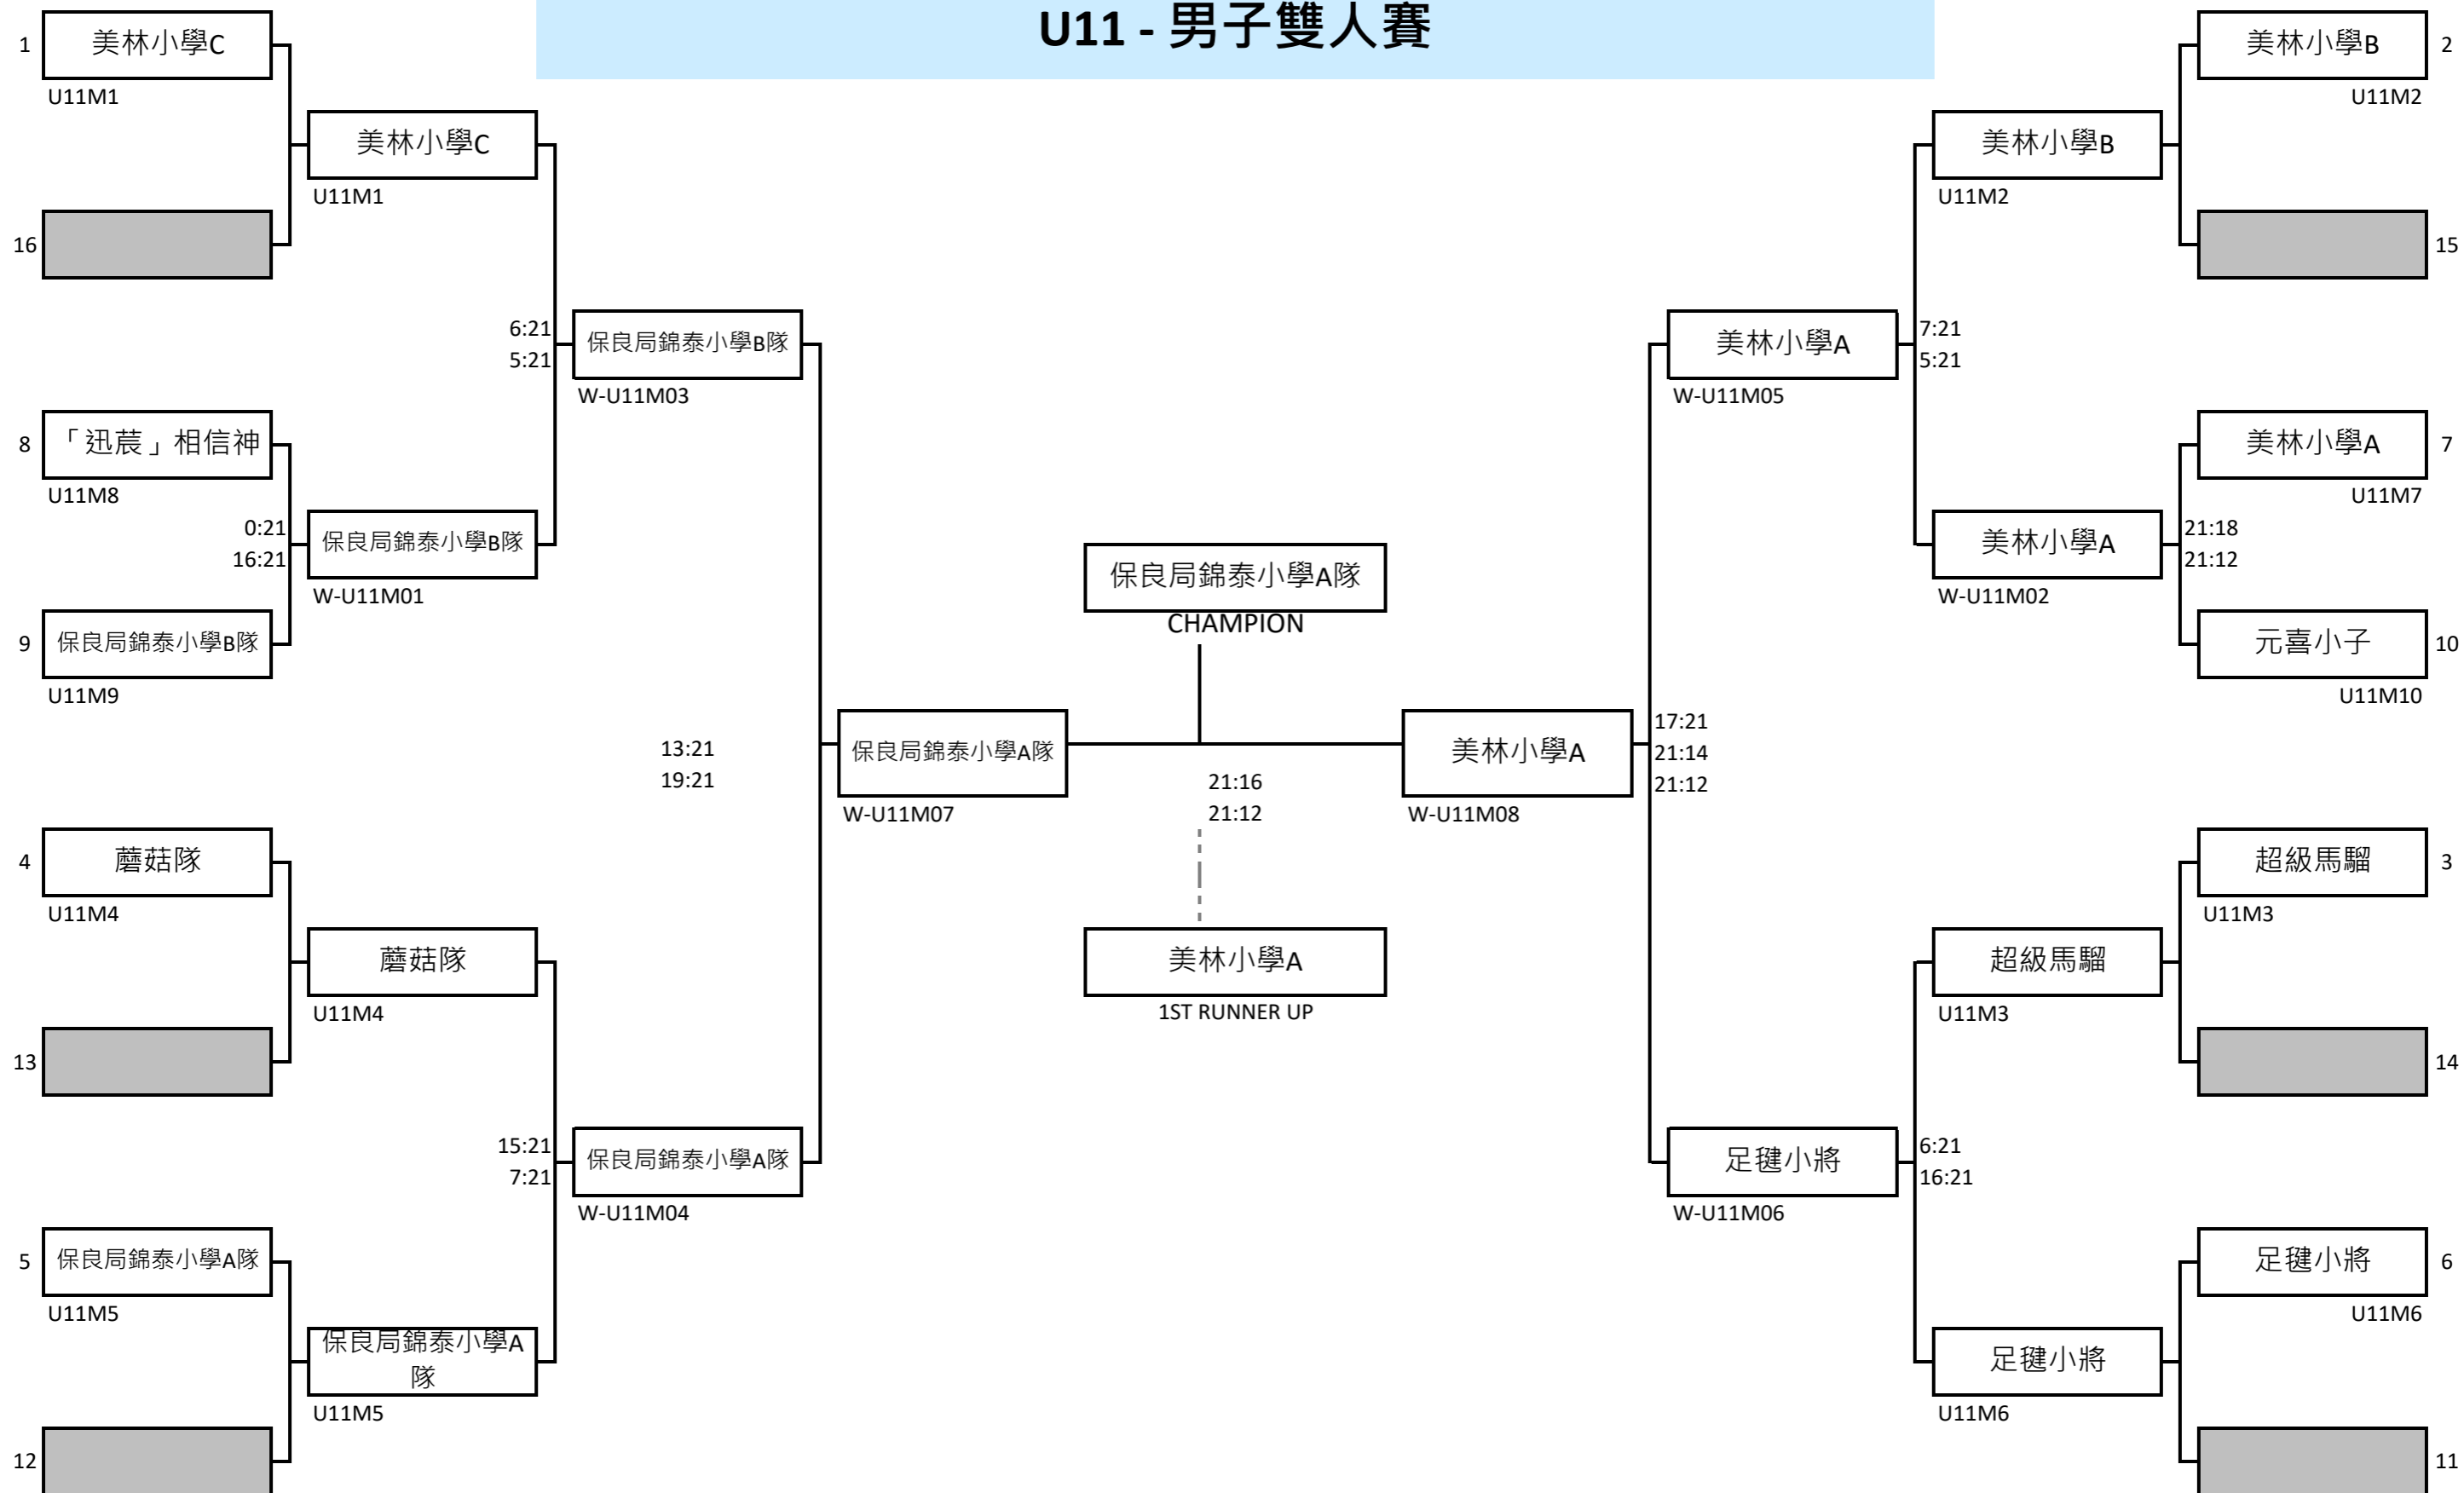 U11 - 男子雙人賽
1
美林小學C
U11M1
美林小學C
U11M1
16
6:21
5:21
保良局錦泰小學B隊
W-U11M03
8
「迅莀」相信神
U11M8
0:21
16:21
保良局錦泰小學B隊
W-U11M01
9
保良局錦泰小學B隊
U11M9
13:21
19:21
保良局錦泰小學A隊
W-U11M07
4
蘑菇隊
U11M4
蘑菇隊
U11M4
13
15:21
7:21
保良局錦泰小學A隊
W-U11M04
5
保良局錦泰小學A隊
U11M5
保良局錦泰小學A
隊
U11M5
12
保良局錦泰小學A隊
CHAMPION
21:16
21:12
美林小學A
1ST RUNNER UP
美林小學B
2
U11M2
美林小學B
U11M2
15
美林小學A
W-U11M05
7:21
5:21
美林小學A
7
U11M7
美林小學A
W-U11M02
21:18
21:12
元喜小子
10
U11M10
美林小學A
W-U11M08
17:21
21:14
21:12
超級馬騮
3
U11M3
超級馬騮
U11M3
14
足毽小將
W-U11M06
6:21
16:21
足毽小將
6
U11M6
足毽小將
U11M6
11